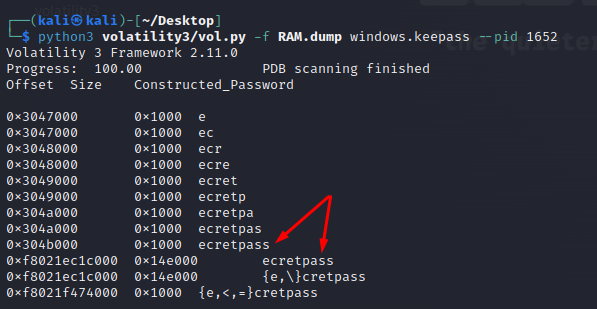 volatility3
┌──(kali㉿kali)-[~/Desktop]
└─$ python3 volatility3/vol.py -f RAM.dump windows.keepass --pid 1652
Volatility 3 Framework 2.11.0
Progress:  100.00               PDB scanning finished
Offset  Size    Constructed_Password
0×3047000       0×1000  e
0×3047000       0×1000  ec
0×3048000       0×1000  ecr
0×3048000       0×1000  ecre
0×3049000       0×1000  ecret
0×3049000       0×1000  ecretp
0×304a000       0×1000  ecretpa
0×304a000       0×1000  ecretpas
0×304b000       0×1000  ecretpass
0×f8021ec1c000  0×14e000        ecretpass
0×f8021ec1c000  0×14e000        {e,\}cretpass
0×f8021f474000  0×1000  {e,<,=}cretpass